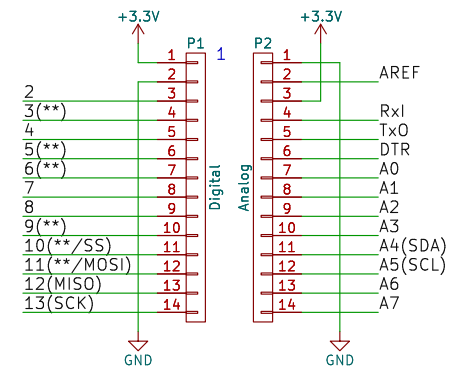 +3.3V
+3.3V
P1
1
P2
1
2
3
4
5
6
7
8
9
10
11
12
13
14
2
3(**)
4
5(**)
6(**)
7
8
9(**)
10(**/SS)
11(**/MOSI)
12(MISO)
13(SCK)
Digital
Analog
1
2
3
4
5
6
7
8
9
10
11
12
13
14
AREF
RxI
TxO
DTR
A0
A1
A2
A3
A4(SDA)
A5(SCL)
A6
A7
GND
GND